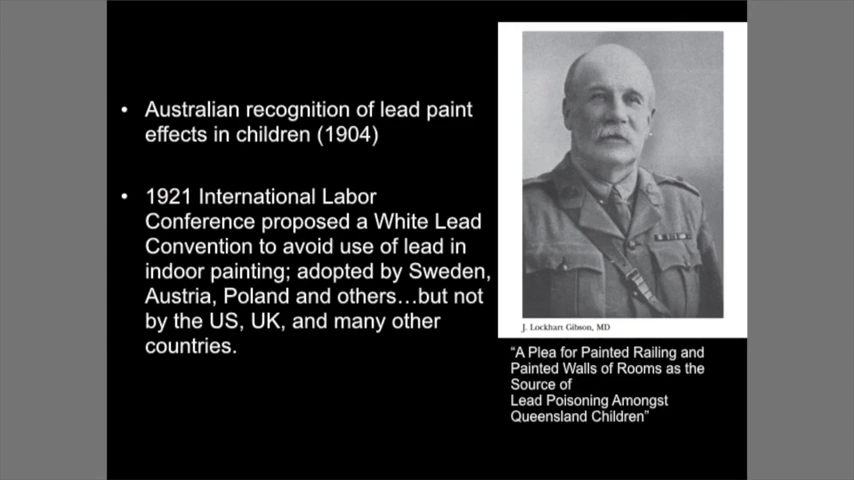 • Australian recognition of lead paint
effects in children (1904)
• 1921 International Labor
Conference proposed a White Lead
Convention to avoid use of lead in
indoor painting; adopted by Sweden,
Austria, Poland and others…but not
by the US, UK, and many other
countries.
J. Lockhart Gibson, MD
“A Plea for Painted Railing and
Painted Walls of Rooms as the
Source of
Lead Poisoning Amongst
Queensland Children”